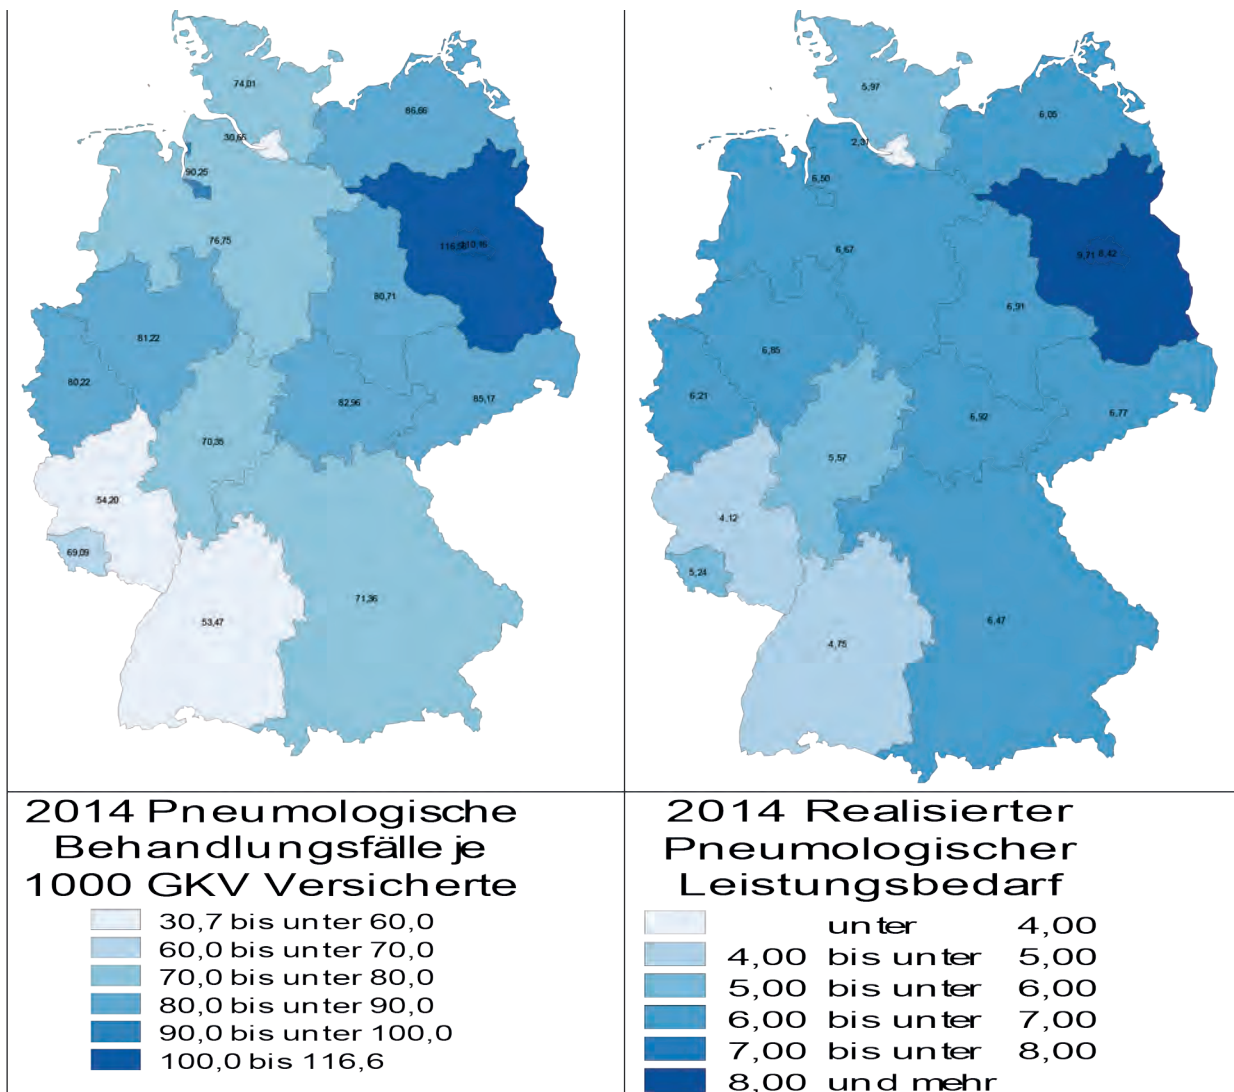 74,01
86,66
30,65
90,25
76,75
80,71
81,22
80,22
82,96
85,17
70,35
54,20
69,09
71,36
53,47
2014 Pneumologische
Behandlungsfälle je
1000 GKV Versicherte
30,7 bis unter 60,0
60,0 bis unter 70,0
70,0 bis unter 80,0
80,0 bis unter 90,0
90,0 bis unter 100,0
100,0 bis 116,6
5,97
6,05
2,31
6,50
6,67
9,71 8,42
6,91
6,85
6,21
6,92
6,77
5,57
4,12
5,24
6,47
4,75
2014 Realisierter
Pneumologischer
Leistungsbedarf
unter 4,00
4,00 bis unter 5,00
5,00 bis unter 6,00
6,00 bis unter 7,00
7,00 bis unter 8,00
8,00 und mehr